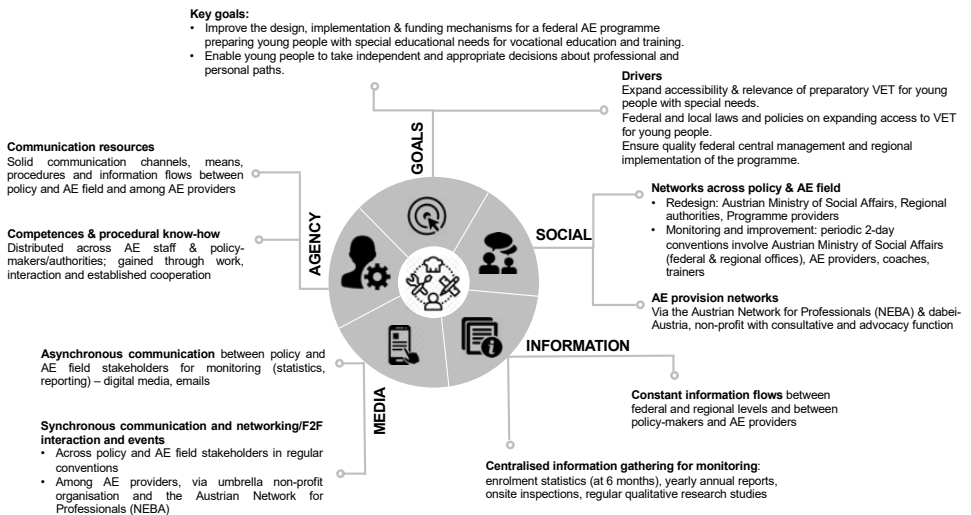 Key goals:
• Improve the design, implementation & funding mechanisms for a federal AE programme
preparing young people with special educational needs for vocational education and training.
• Enable young people to take independent and appropriate decisions about professional and
personal paths.
Drivers
Expand accessibility & relevance of preparatory VET for young
people with special needs.
Federal and local laws and policies on expanding access to VET
for young people.
Ensure quality federal central management and regional
implementation of the programme.
GOALS
Communication resources
Solid communication channels, means,
procedures and information flows between
policy and AE field and among AE providers
Competences & procedural know-how
Distributed across AE staff & policy-
makers/authorities; gained through work,
interaction and established cooperation
AGENCY
SOCIAL
Networks across policy & AE field
• Redesign: Austrian Ministry of Social Affairs, Regional
authorities, Programme providers
• Monitoring and improvement: periodic 2-day
conventions involve Austrian Ministry of Social Affairs
(federal & regional offices), AE providers, coaches,
trainers
AE provision networks
Via the Austrian Network for Professionals (NEBA) & dabei-
Austria, non-profit with consultative and advocacy function
INFORMATION
Constant information flows between
federal and regional levels and between
policy-makers and AE providers
Centralised information gathering for monitoring:
enrolment statistics (at 6 months), yearly annual reports,
onsite inspections, regular qualitative research studies
MEDIA
Asynchronous communication between policy and
AE field stakeholders for monitoring (statistics,
reporting) – digital media, emails
Synchronous communication and networking/F2F
interaction and events
• Across policy and AE field stakeholders in regular
conventions
• Among AE providers, via umbrella non-profit
organisation and the Austrian Network for
Professionals (NEBA)